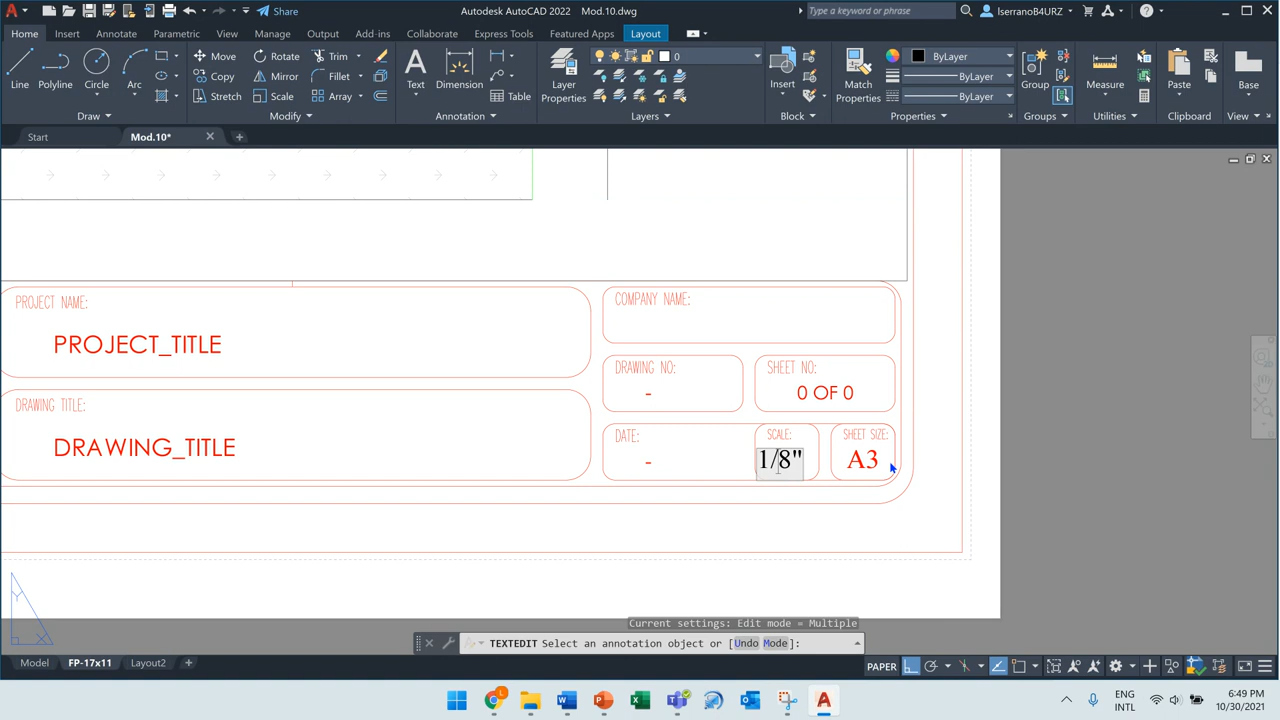 Share
Autodesk AutoCAD 2022 Mod.10.dwg
Type a keyword or phrase
lserranoB4URZ
Home Insert Annotate Parametric View Manage Output Add-ins Collaborate Express Tools Featured Apps Layout
Line Polyline Circle Arc
Move Rotate Trim
Copy Mirror Fillet
Stretch Scale Array
Text Dimension Table
Layer Properties
0
Insert
Match Properties
ByLayer
ByLayer
ByLayer
Group Measure Paste Base
Draw Modify Annotation Layers Block Properties Groups Utilities Clipboard View
Start Mod.10*
PROJECT NAME:
PROJECT_TITLE
COMPANY NAME:
DRAWING NO:
-
SHEET NO:
0 OF 0
DRAWING TITLE:
DRAWING_TITLE
DATE:
-
SCALE:
1/8"
SHEET SIZE:
A3
Y
X
Current settings: Edit mode = Multiple
TEXTEDIT Select an annotation object or [Undo Mode]:
Model FP-17x11 Layout2
PAPER
ENG
INTL
6:49 PM
10/30/2021